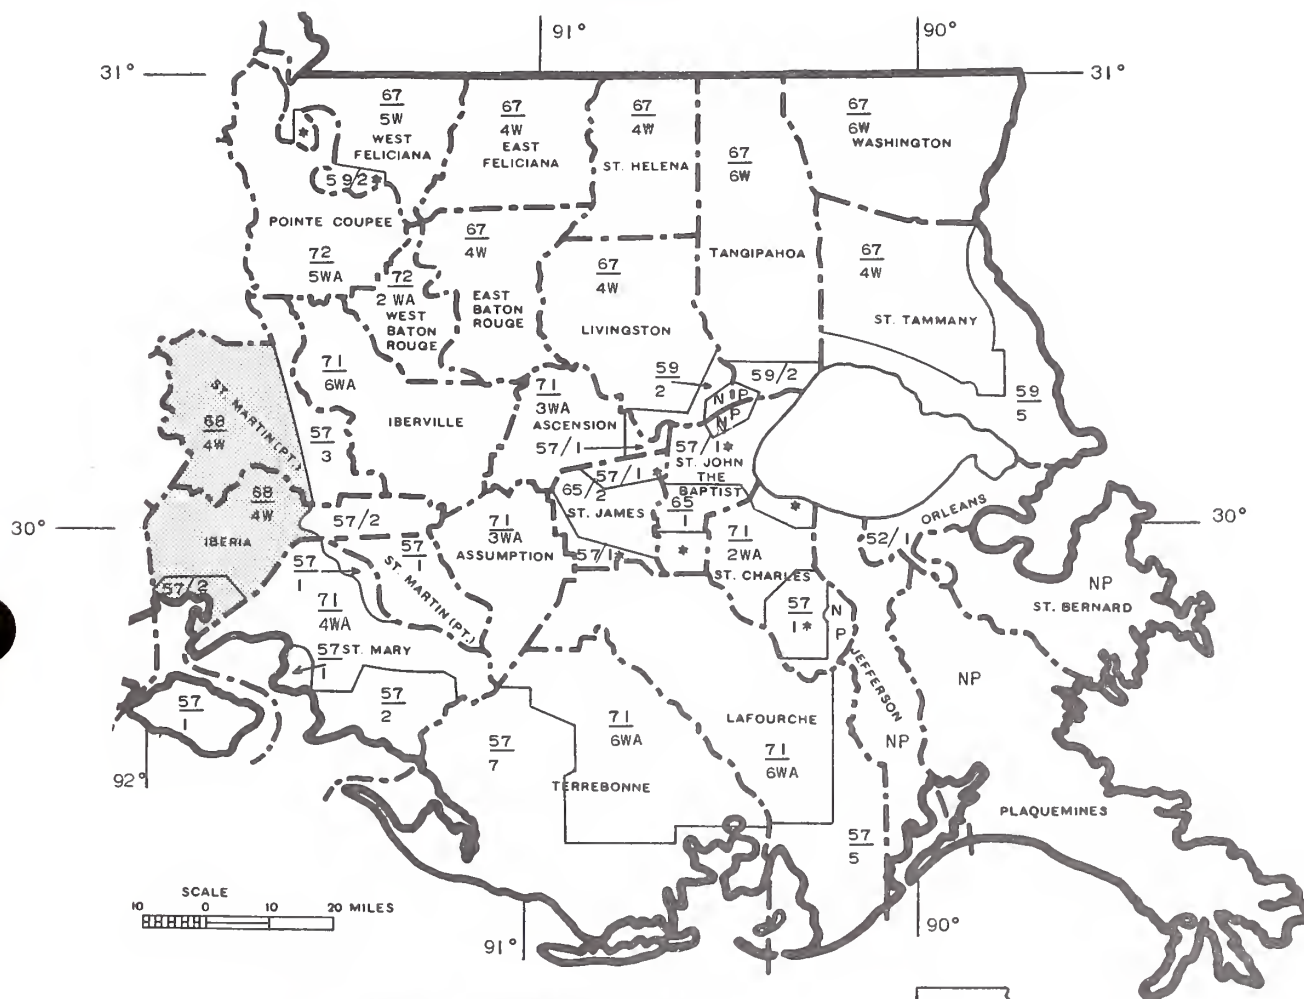 91°
90°
31°
31°
67
5W
WEST
FELICIANA
67
4W
EAST
FELICIANA
67
4W
ST. HELENA
67
6W
TANGIPAHOA
67
6W
WASHINGTON
*
59/2*
POINTE COUPEE
72
5WA
72
2 WA
WEST
BATON
ROUGE
67
4W
EAST
BATON
ROUGE
67
4W
LIVINGSTON
67
4W
ST. TAMMANY
59
5
59
2
59/2
N P
N P
71
6WA
IBERVILLE
57
3
71
3WA
ASCENSION
57/1
57/1*
ST. JOHN
THE
BAPTIST
57/1*
65/2
ST. JAMES
65
1
*
*
57/1*
ST. MARTIN (PT.)
68
4W
68
4W
IBERIA
57/2
30°
30°
57/2
57
1
71
3WA
ASSUMPTION
57
1
ST. MARTIN (PT.)
71
4WA
ST. MARY
57
1
57
2
57
1
71
2WA
ST. CHARLES
57
1*
N
P
ORLEANS
52/1
NP
ST. BERNARD
NP
JEFFERSON
NP
LAFOURCHE
71
6WA
71
6WA
57
7
TERREBONNE
57
5
PLAQUEMINES
92°
SCALE
10 0 10 20 MILES
91°
90°